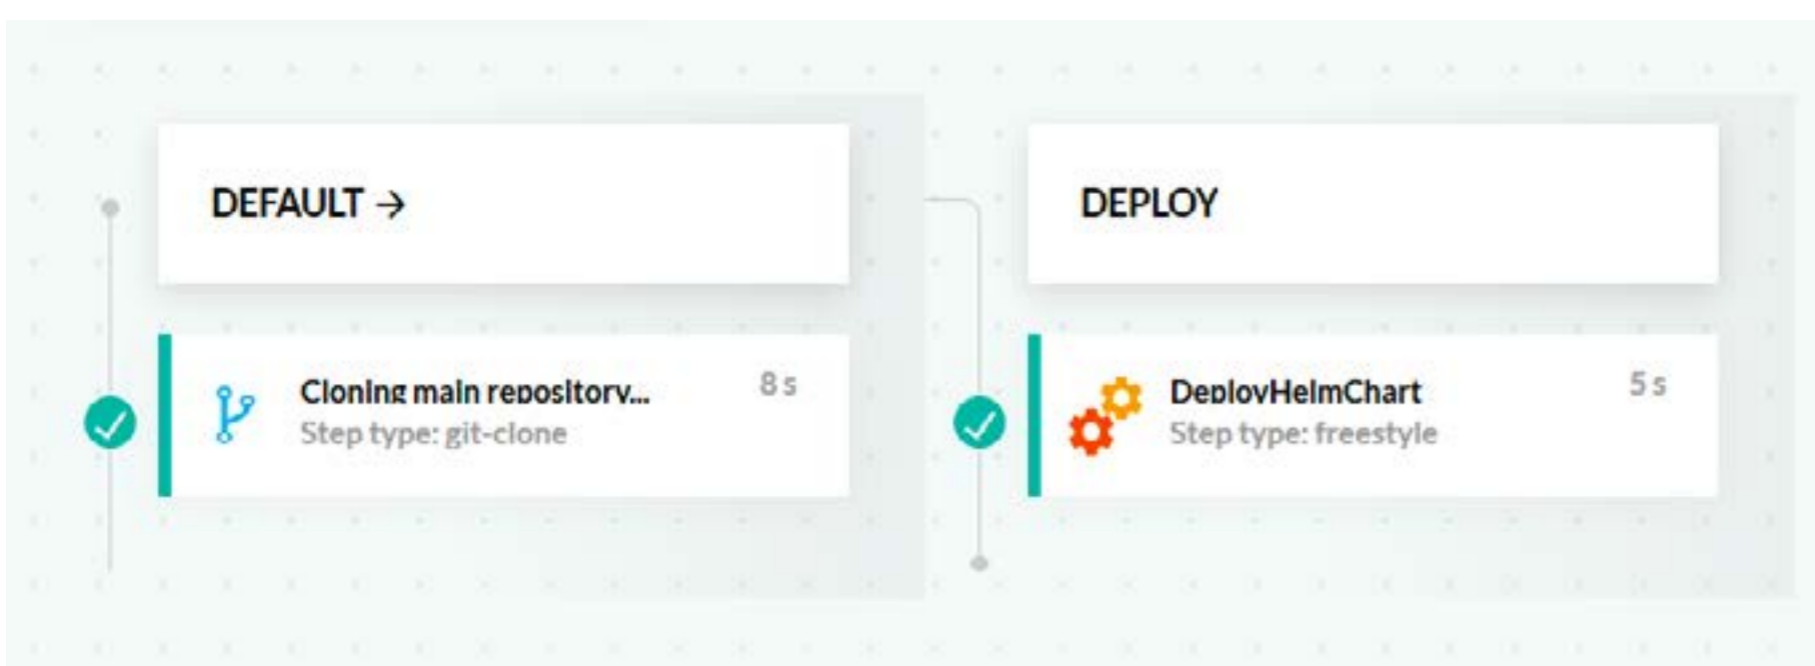 DEFAULT →
Cloning main repository...
8 s
Step type: git-clone
DEPLOY
DeployHelmChart
5 s
Step type: freestyle